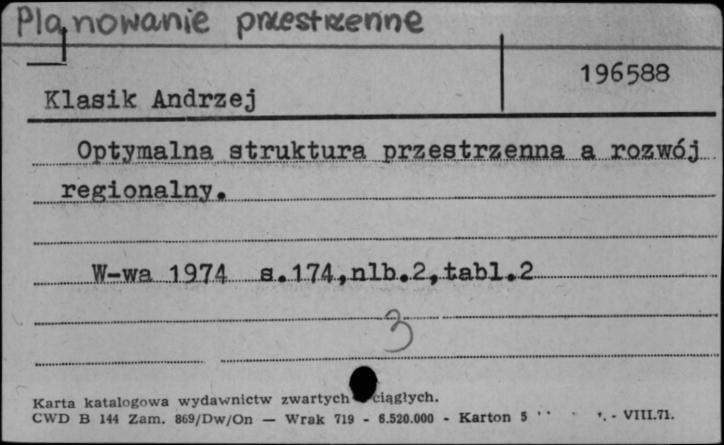 Planowanie przestrzenne
196588
Klasik Andrzej
Optymalna struktura przestrzenna a rozwój
regionalny.
W-wa 1974 s.174,nlb.2,tabl.2
3
Karta katalogowa wydawnictw zwartych ciągłych.
CWD B 144 Zam. 869/Dw/On — Wrak 719 - 6.520.000 - Karton 5 - VIII.71.